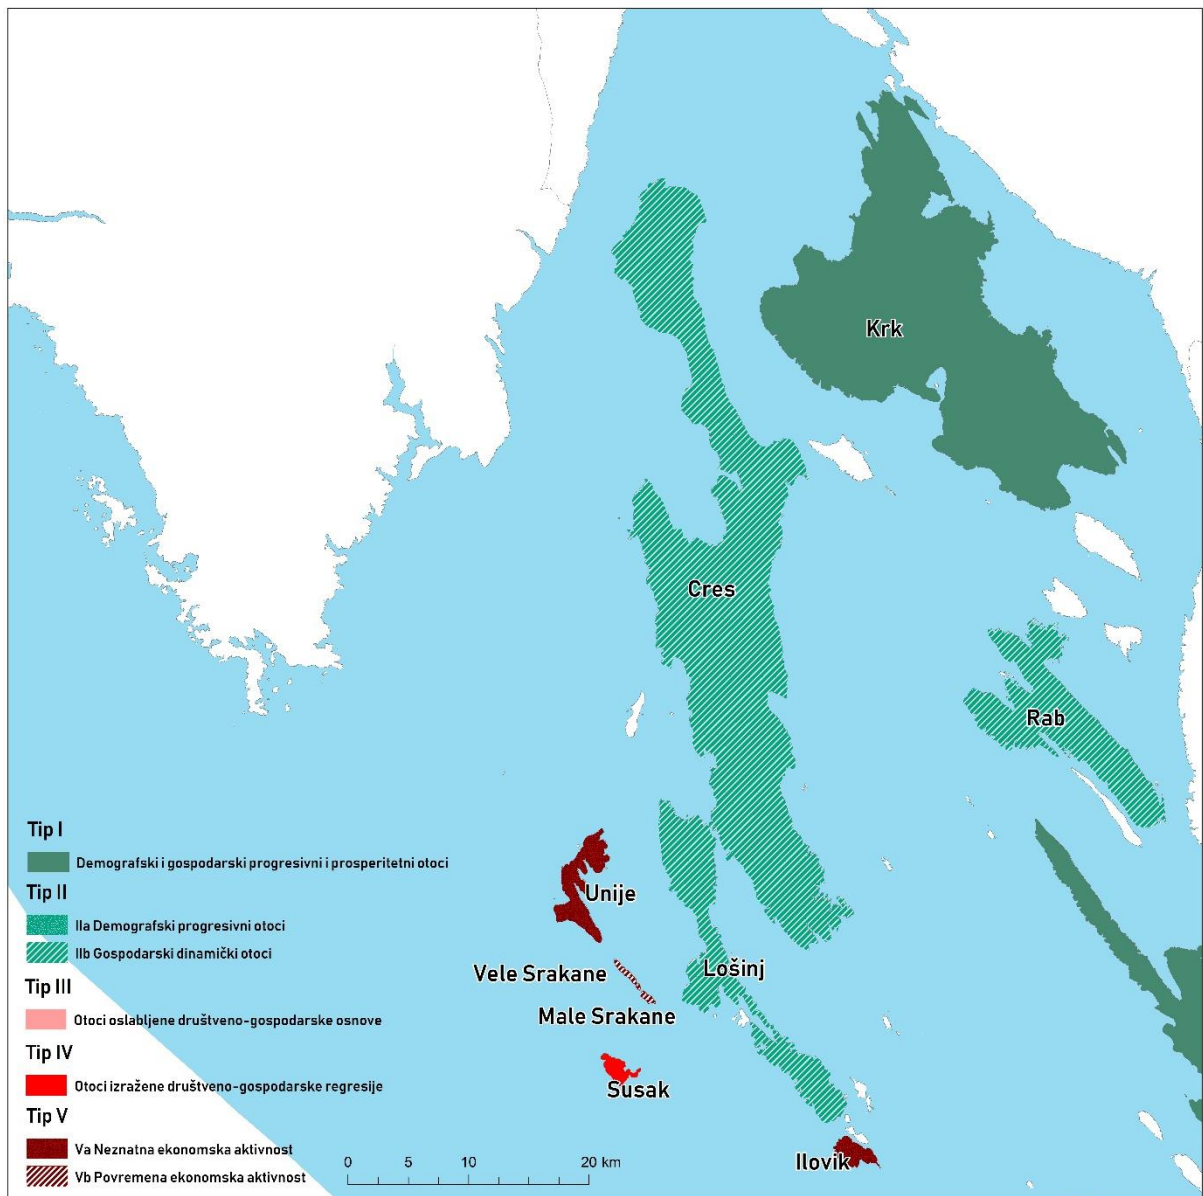 Krk
Cres
Rab
Unije
Lošinj
Vele Srakane
Male Srakane
Susak
Ilovik
Tip I
Demografski i gospodarski progresivni i prosperitetni otoci
Tip II
IIa Demografski progresivni otoci
IIb Gospodarski dinamički otoci
Tip III
Otoci oslabljene društveno-gospodarske osnove
Tip IV
Otoci izražene društveno-gospodarske regresije
Tip V
Va Neznatna ekonomska aktivnost
Vb Povremena ekonomska aktivnost
0 5 10 20 km